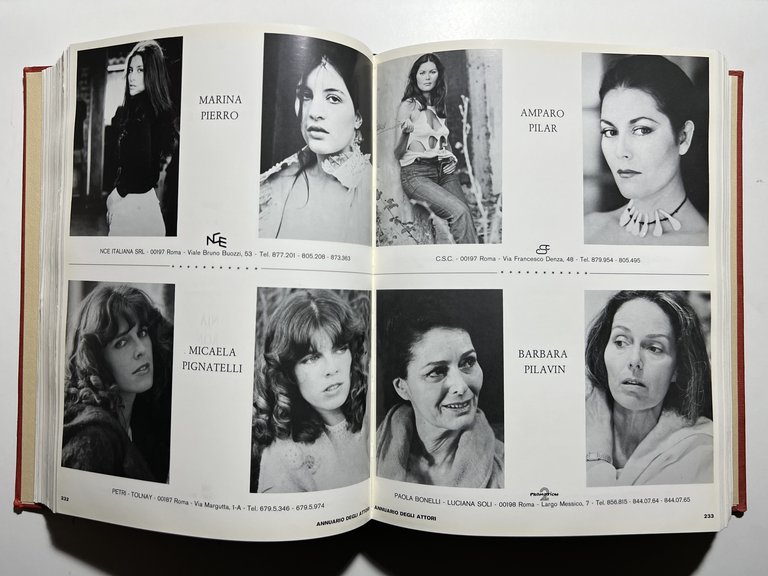 MARINA
PIERRO
NCE
NCE ITALIANA SRL - 00197 Roma - Viale Bruno Buozzi, 53 - Tel. 877.201 - 805.208 - 873.363
MICAELA
PIGNATELLI
PETRI - TOLNAY - 00187 Roma - Via Margutta, I-A - Tel. 679.5.346 - 679.5.974
232
ANNUARIO DEGLI ATTORI
AMPARO
PILAR
C.S.C. - 00197 Roma - Via Francesco Denza, 48 - Tel. 879.954 - 805.495
BARBARA
PILAVIN
2
PAOLA BONELLI - LUCIANA SOLI - 00198 Roma - Largo Messico, 7 - Tel. 856.815 - 844.07.64 - 844.07.65
ANNUARIO DEGLI ATTORI
233